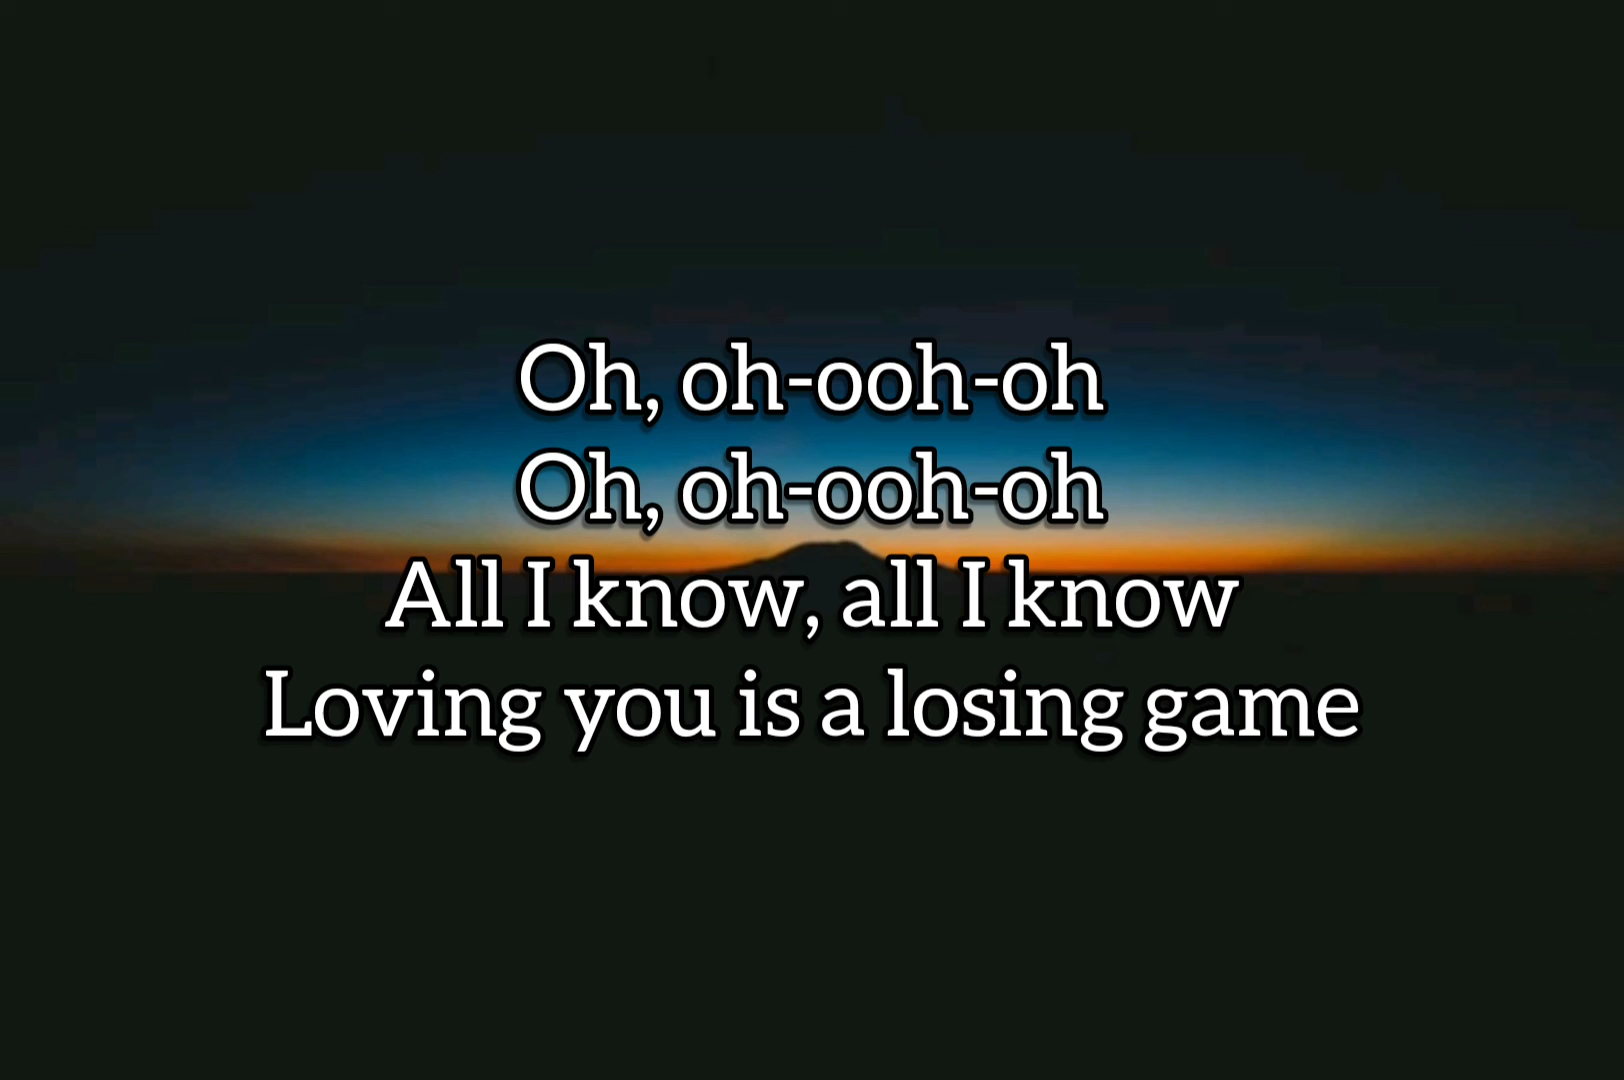 Oh, oh-ooh-oh
Oh, oh-ooh-oh
All I know, all I know
Loving you is a losing game